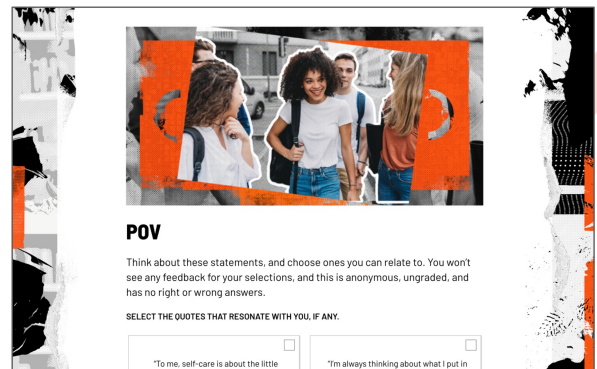 POV
Think about these statements, and choose ones you can relate to. You won't
see any feedback for your selections, and this is anonymous, ungraded, and
has no right or wrong answers.
SELECT THE QUOTES THAT RESONATE WITH YOU, IF ANY.
"To me, self-care is about the little
"I'm always thinking about what I put in